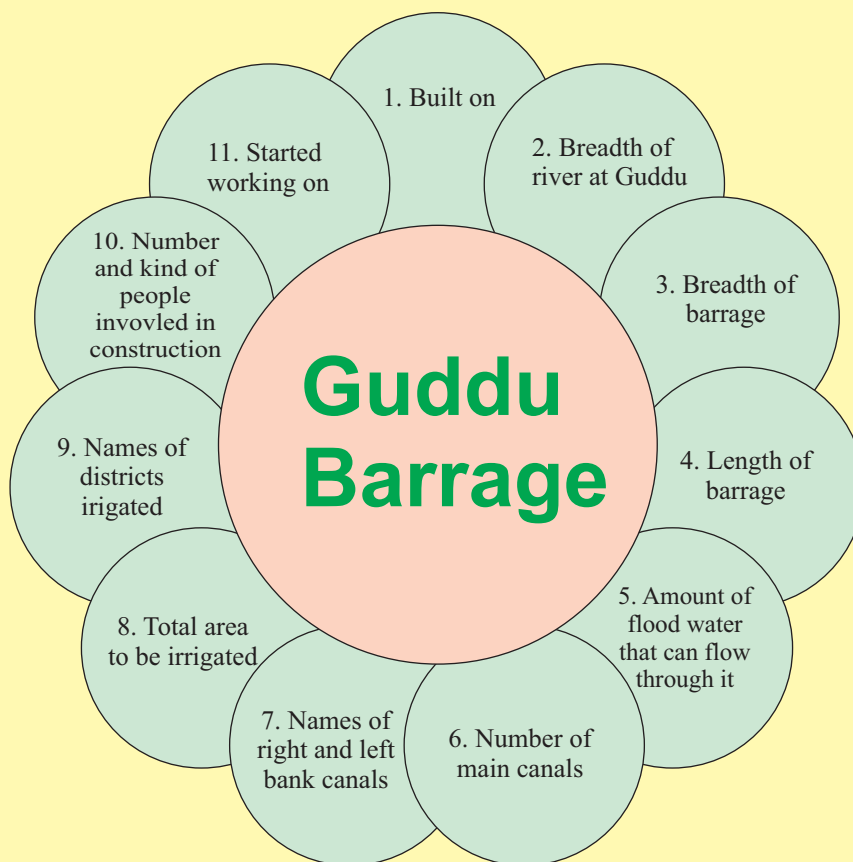 Guddu
Barrage
1. Built on
2. Breadth of
river at Guddu
3. Breadth of
barrage
4. Length of
barrage
5. Amount of
flood water
that can flow
through it
6. Number of
main canals
7. Names of
right and left
bank canals
8. Total area
to be irrigated
9. Names of
districts
irigated
10. Number
and kind of
people
invovled in
construction
11. Started
working on